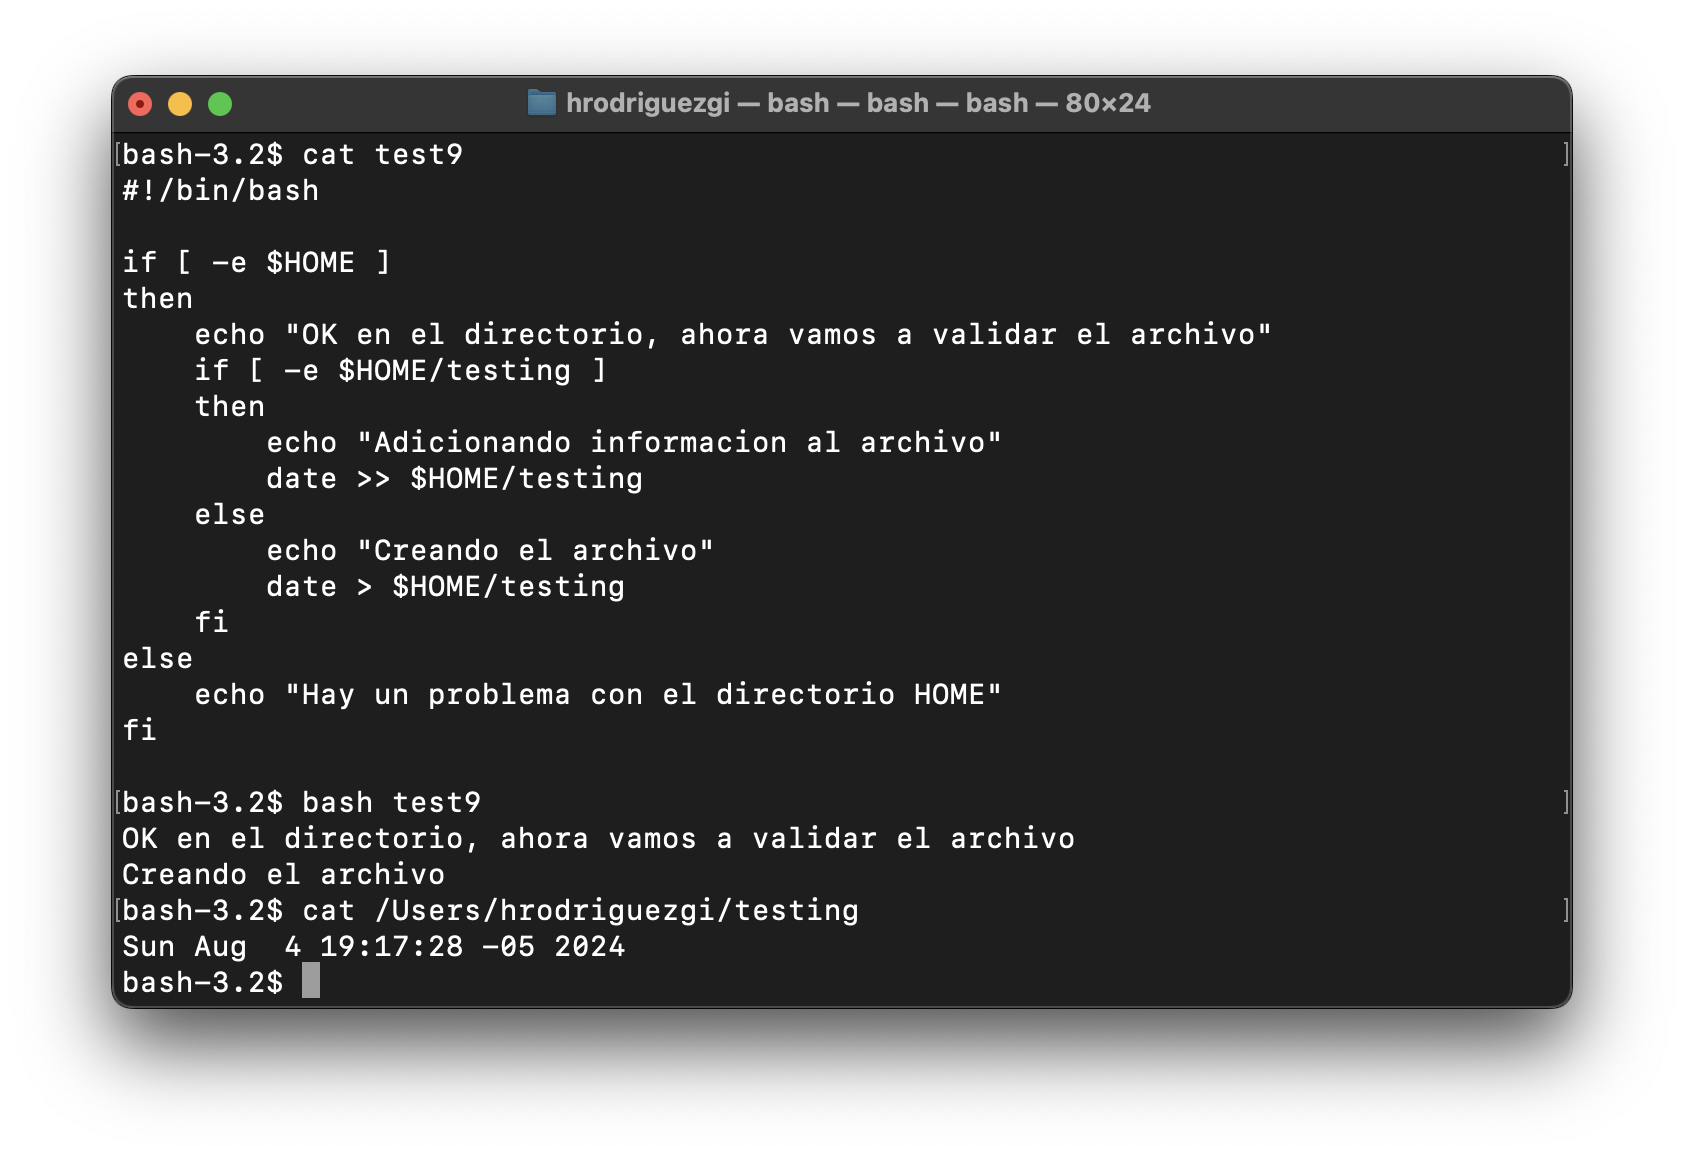 hrodriguezgi — bash — bash — bash — 80×24
[bash-3.2$ cat test9 ]
#!/bin/bash

if [ -e $HOME ]
then
    echo "OK en el directorio, ahora vamos a validar el archivo"
    if [ -e $HOME/testing ]
    then
        echo "Adicionando informacion al archivo"
        date >> $HOME/testing
    else
        echo "Creando el archivo"
        date > $HOME/testing
    fi
else
    echo "Hay un problema con el directorio HOME"
fi

[bash-3.2$ bash test9 ]
OK en el directorio, ahora vamos a validar el archivo
Creando el archivo
[bash-3.2$ cat /Users/hrodriguezgi/testing ]
Sun Aug  4 19:17:28 -05 2024
bash-3.2$